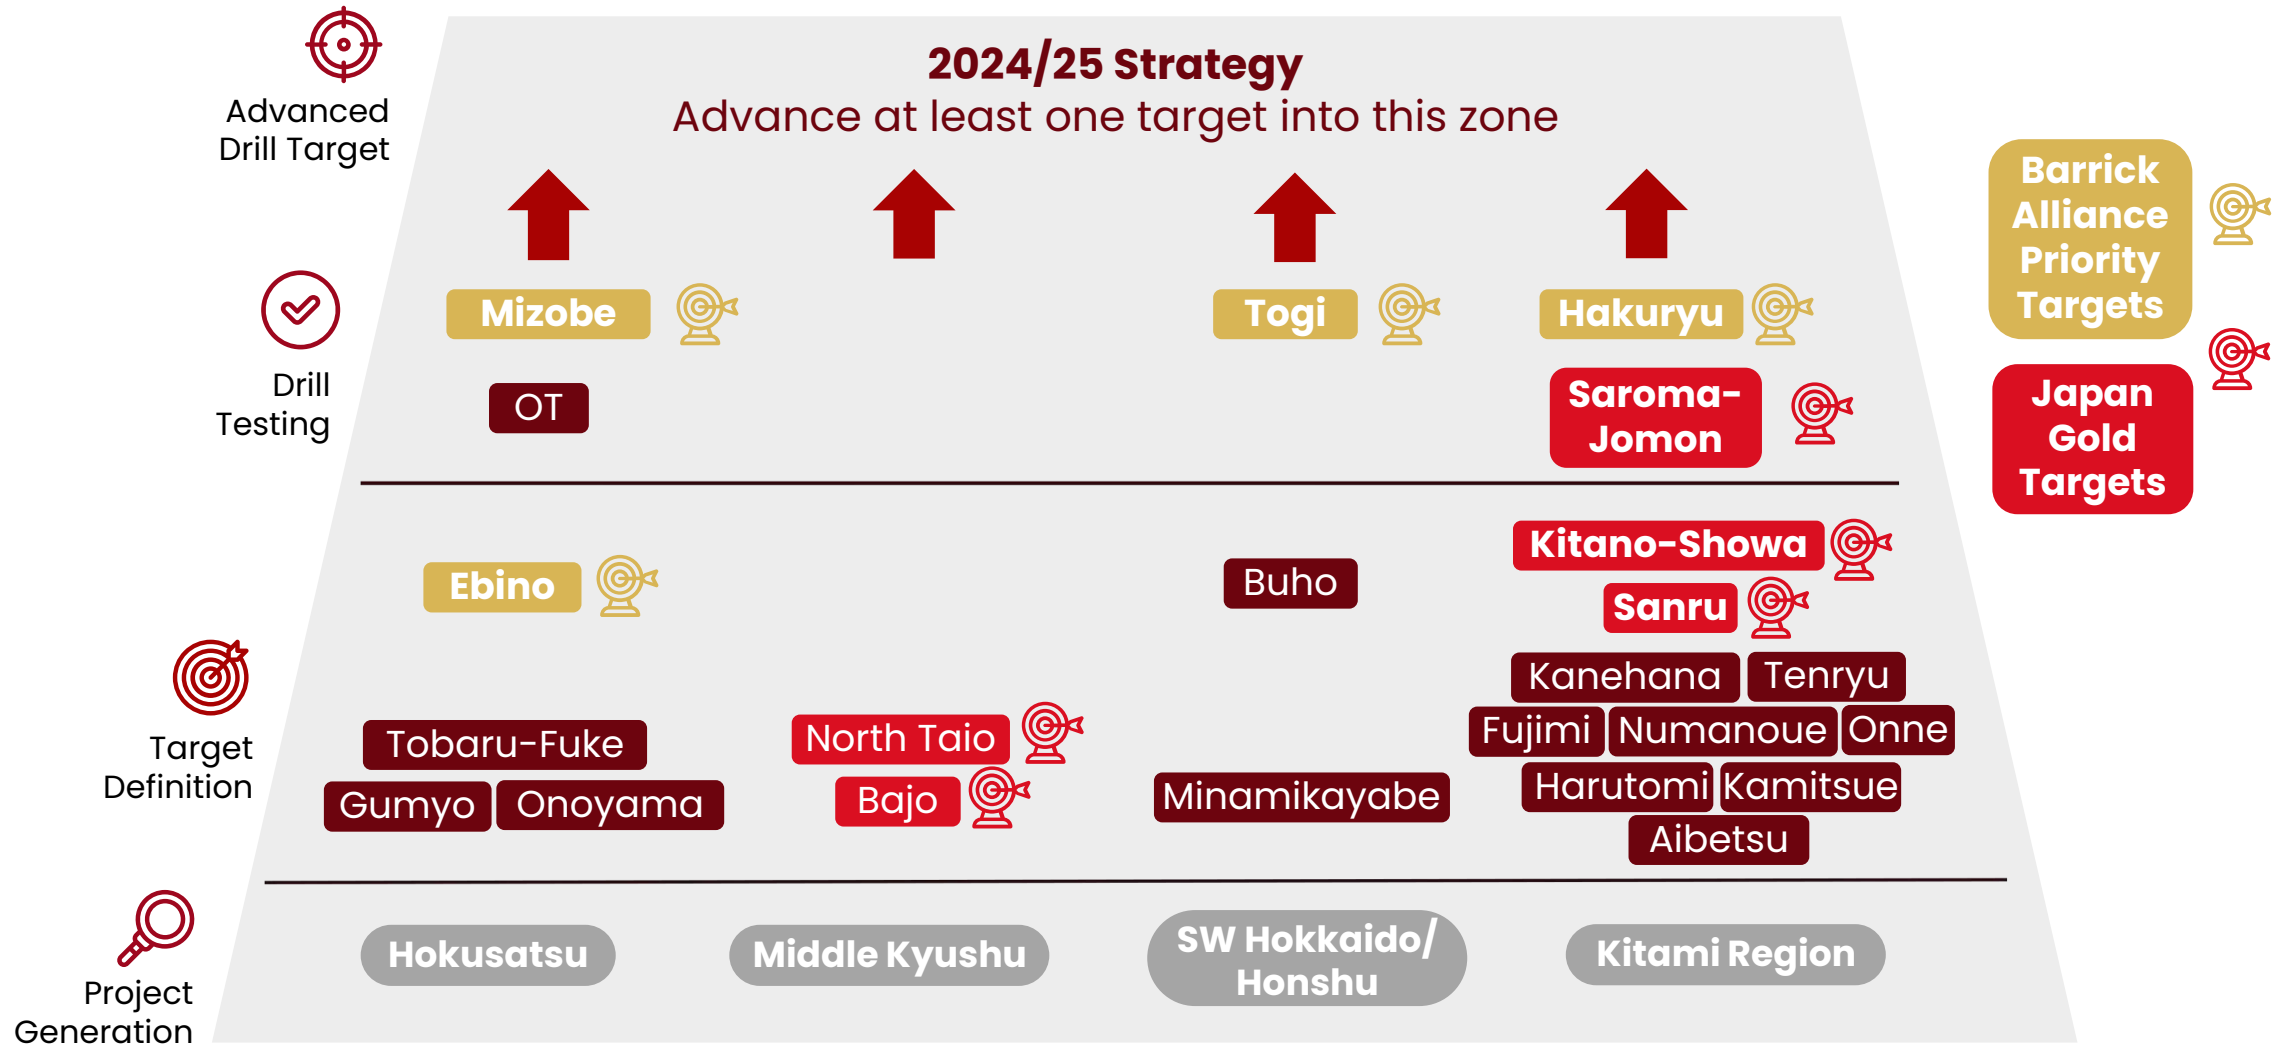 2024/25 Strategy
Advance at least one target into this zone
Advanced
Drill Target
Barrick
Alliance
Priority
Targets
Japan
Gold
Targets
Drill
Testing
Mizobe
Togi
Hakuryu
OT
Saroma-
Jomon
Target
Definition
Ebino
Buho
Kitano-Showa
Sanru
Kanehana
Tenryu
Tobaru-Fuke
North Taio
Fujimi
Numanoue
Onne
Gumyo
Onoyama
Bajo
Minamikayabe
Harutomi
Kamitsue
Aibetsu
Project
Generation
Hokusatsu
Middle Kyushu
SW Hokkaido/
Honshu
Kitami Region